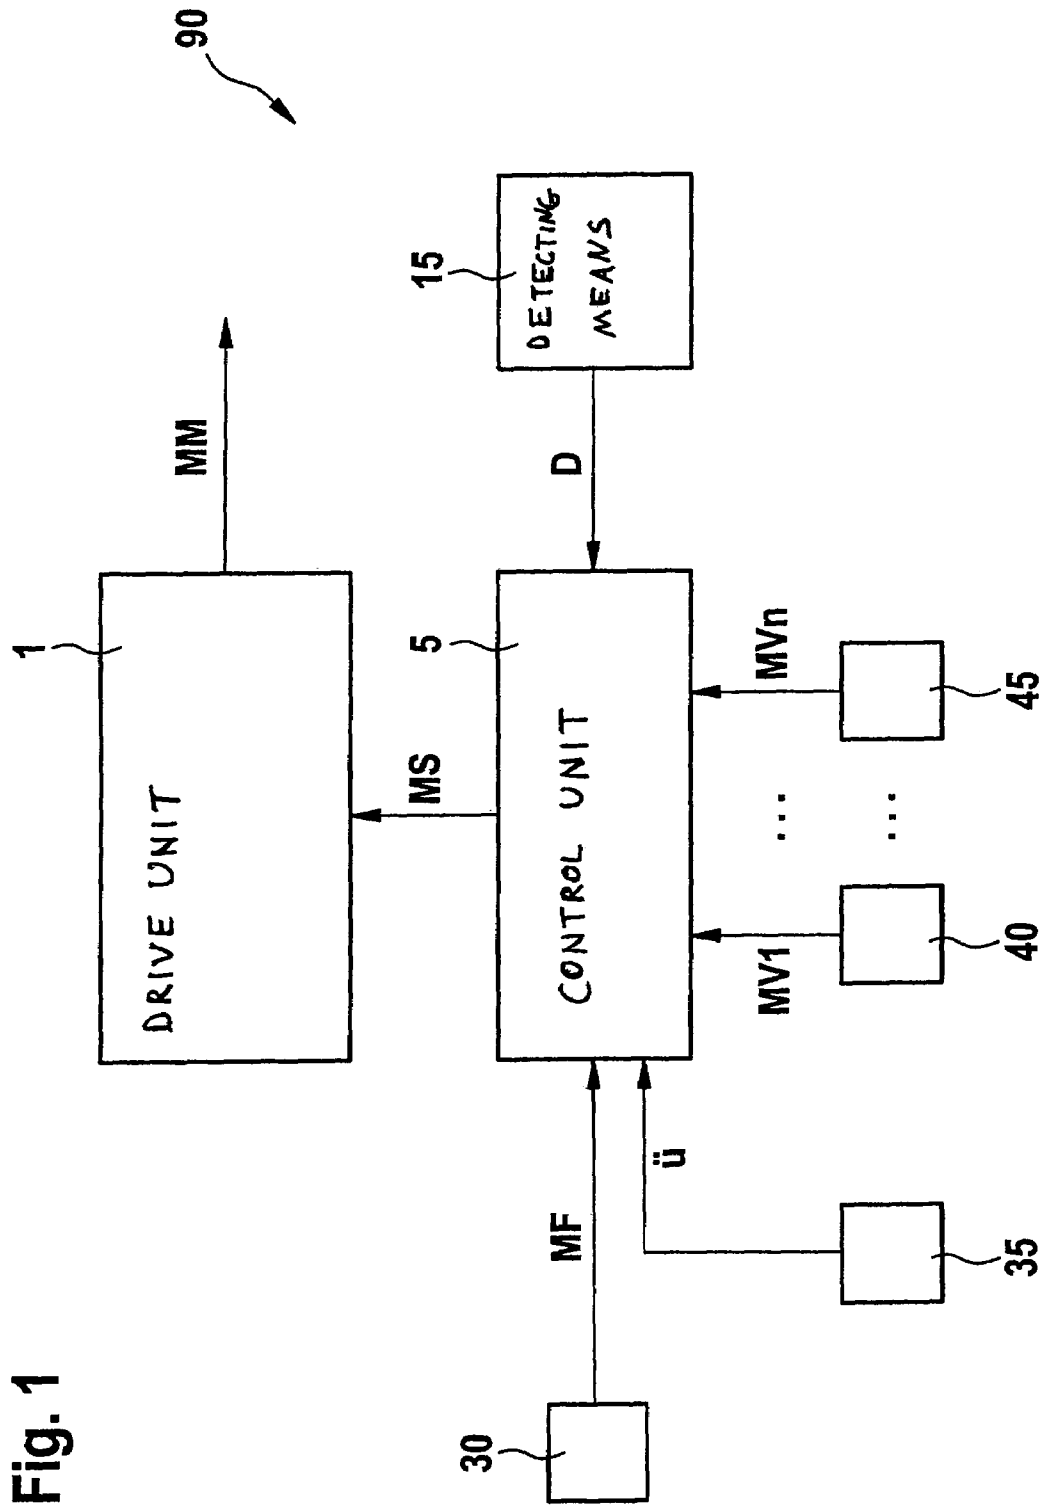 Fig. 1
90
1
DRIVE UNIT
MM
MS
15
DETECTING
MEANS
D
5
CONTROL UNIT
30
MF
ü
35
MV1
40
... 
...
MVn
45